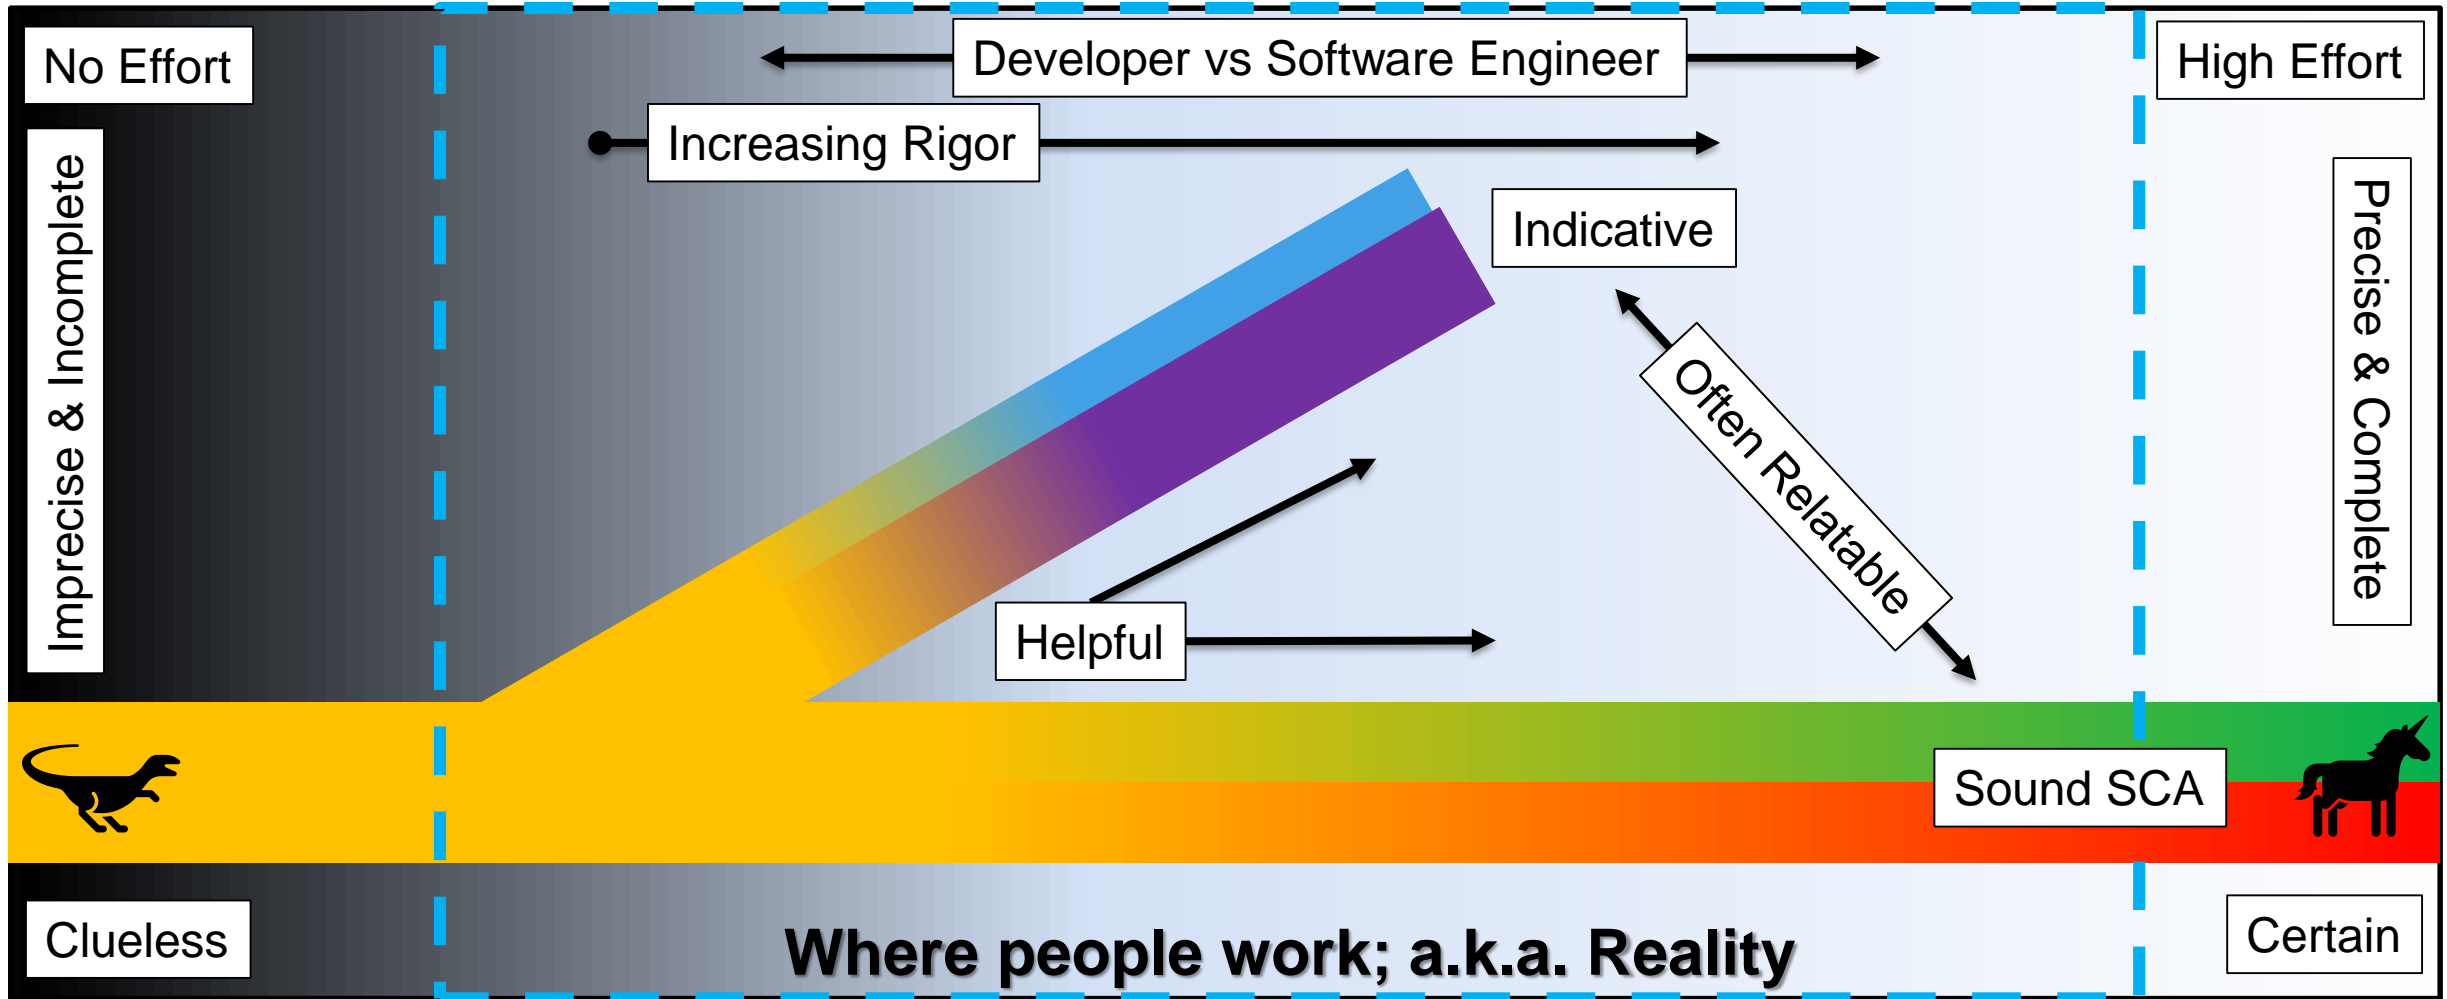 No Effort
Developer vs Software Engineer
High Effort
Increasing Rigor
Imprecise & Incomplete
Precise & Complete
Indicative
Often Relatable
Helpful
Sound SCA
Clueless
Where people work; a.k.a. Reality
Certain